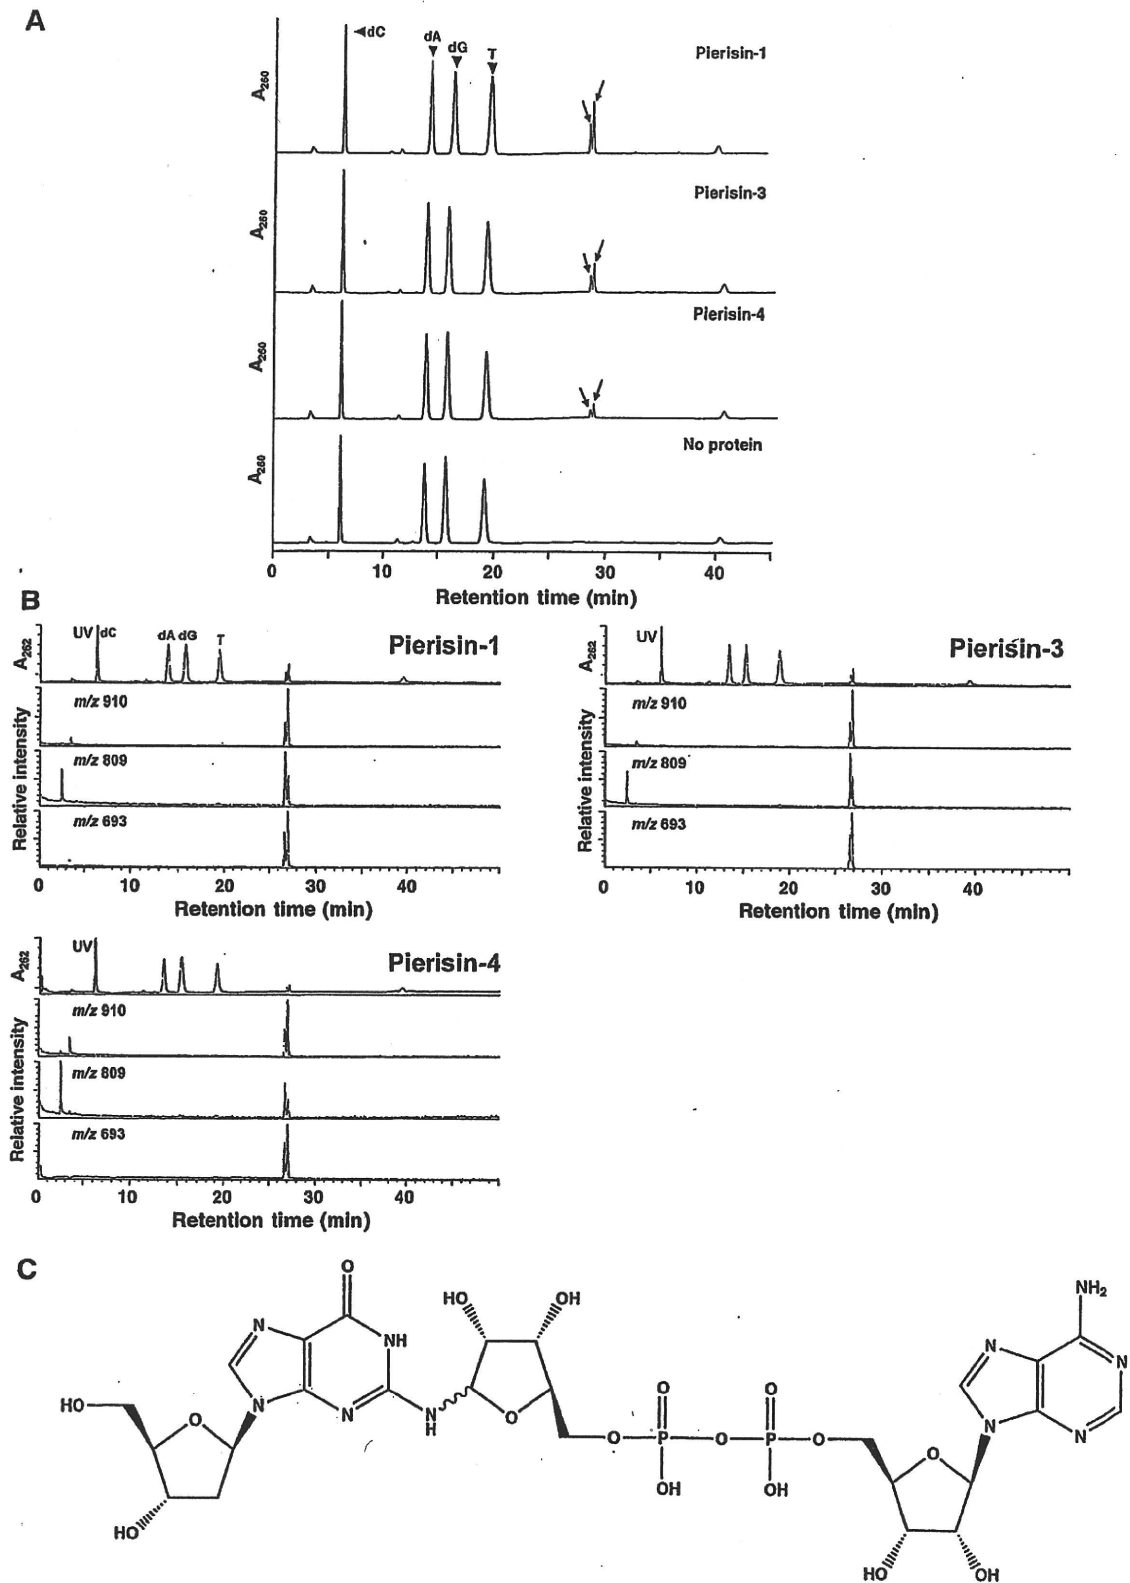 A
dC
dA
dG
T
Pierisin-1
A260
Pierisin-3
A260
Pierisin-4
A260
No protein
A260
0 10 20 30 40
Retention time (min)
B
UV dC dA dG T
Pierisin-1
A262
m/z 910
m/z 809
m/z 693
Relative intensity
0 10 20 30 40
Retention time (min)
UV
Pierisin-3
A262
m/z 910
m/z 809
m/z 693
Relative intensity
0 10 20 30 40
Retention time (min)
UV
Pierisin-4
A262
m/z 910
m/z 809
m/z 693
Relative intensity
0 10 20 30 40
Retention time (min)
C
O
HO OH
NH2
N NH N N
HO O N N N H O O P O O P O O O N N
OH OH
HO
HO OH